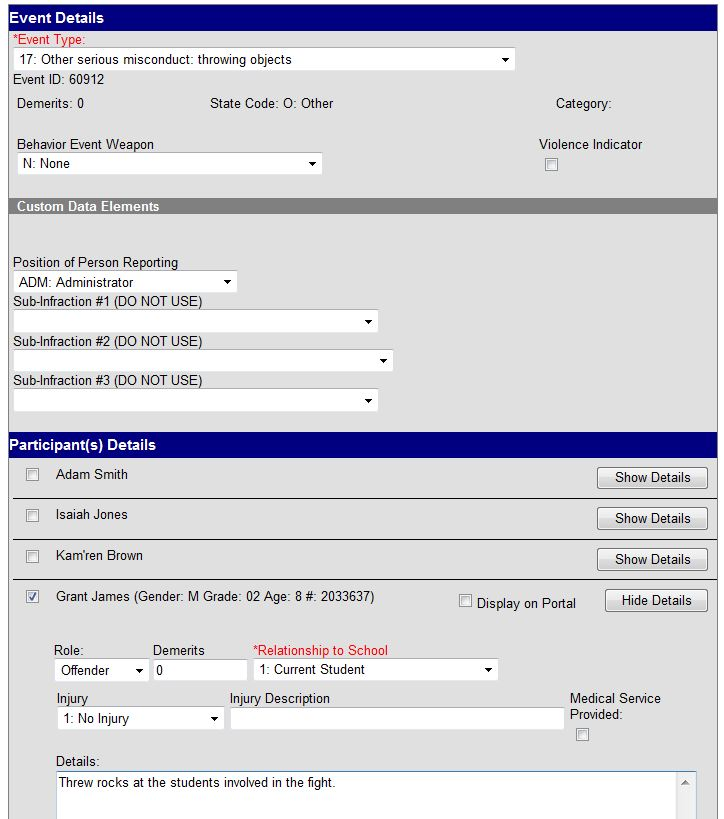 Event Details
*Event Type:
17: Other serious misconduct: throwing objects
Event ID: 60912
Demerits: 0 State Code: O: Other Category:
Behavior Event Weapon Violence Indicator
N: None
Custom Data Elements
Position of Person Reporting
ADM: Administrator
Sub-Infraction #1 (DO NOT USE)
Sub-Infraction #2 (DO NOT USE)
Sub-Infraction #3 (DO NOT USE)
Participant(s) Details
Adam Smith Show Details
Isaiah Jones Show Details
Kam'ren Brown Show Details
Grant James (Gender: M Grade: 02 Age: 8 #: 2033637) Display on Portal Hide Details
Role: Demerits *Relationship to School
Offender 0 1: Current Student
Injury Injury Description Medical Service
Provided:
1: No Injury
Details:
Threw rocks at the students involved in the fight.